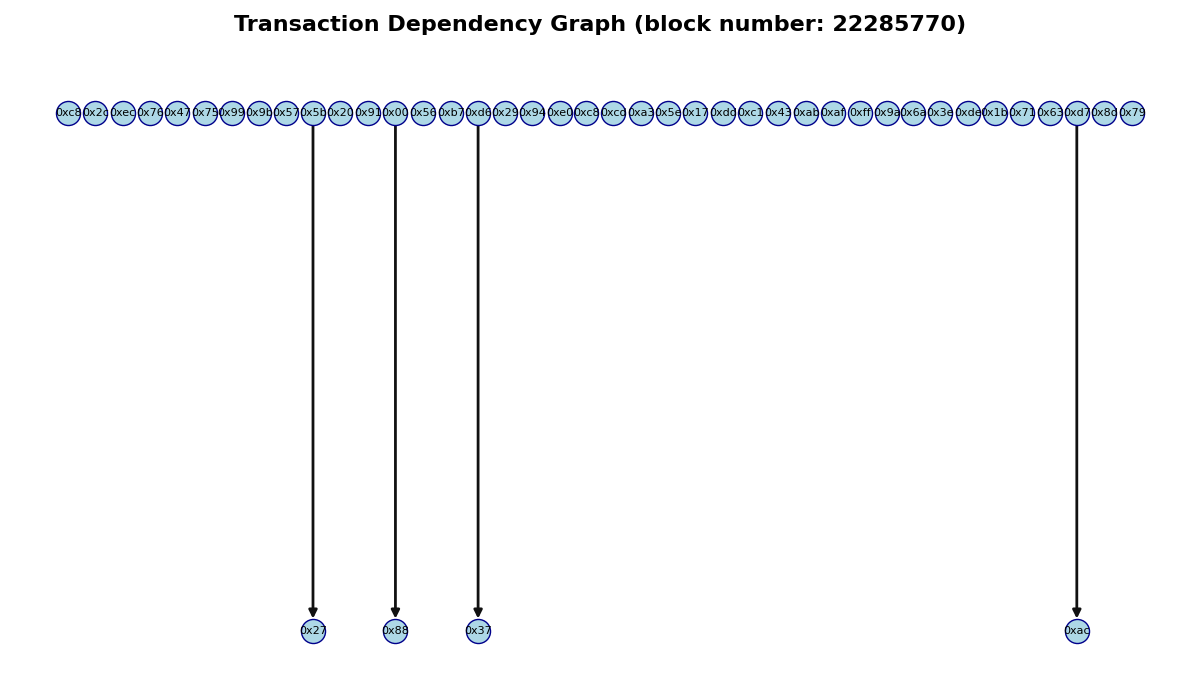 Transaction Dependency Graph (block number: 22285770)
0xc8 0x2c 0xec 0x76 0x47 0x75 0x99 0x9b 0x57 0x5b 0x20 0x91 0x00 0x56 0xb7 0xd6 0x29 0x94 0xe0 0xc8 0xcd 0xa3 0x5e 0x17 0xdd 0xc1 0x43 0xab 0xaf 0xff 0x9a 0x6a 0x3e 0xde 0x1b 0x71 0x63 0xd7 0x8d 0x79
0x27 0x88 0x37 0xac